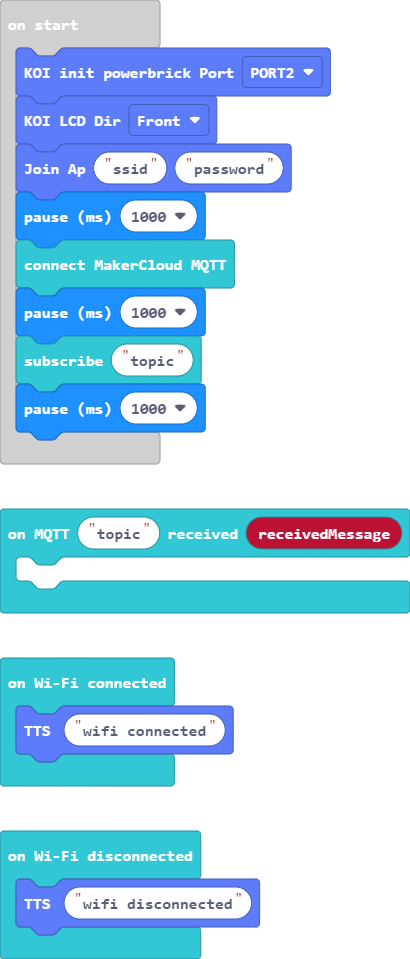 on start
KOI init powerbrick Port PORT2
KOI LCD Dir Front
Join Ap "ssid" "password"
pause (ms) 1000
connect MakerCloud MQTT
pause (ms) 1000
subscribe "topic"
pause (ms) 1000
on MQTT "topic" received receivedMessage
on Wi-Fi connected
TTS "wifi connected"
on Wi-Fi disconnected
TTS "wifi disconnected"